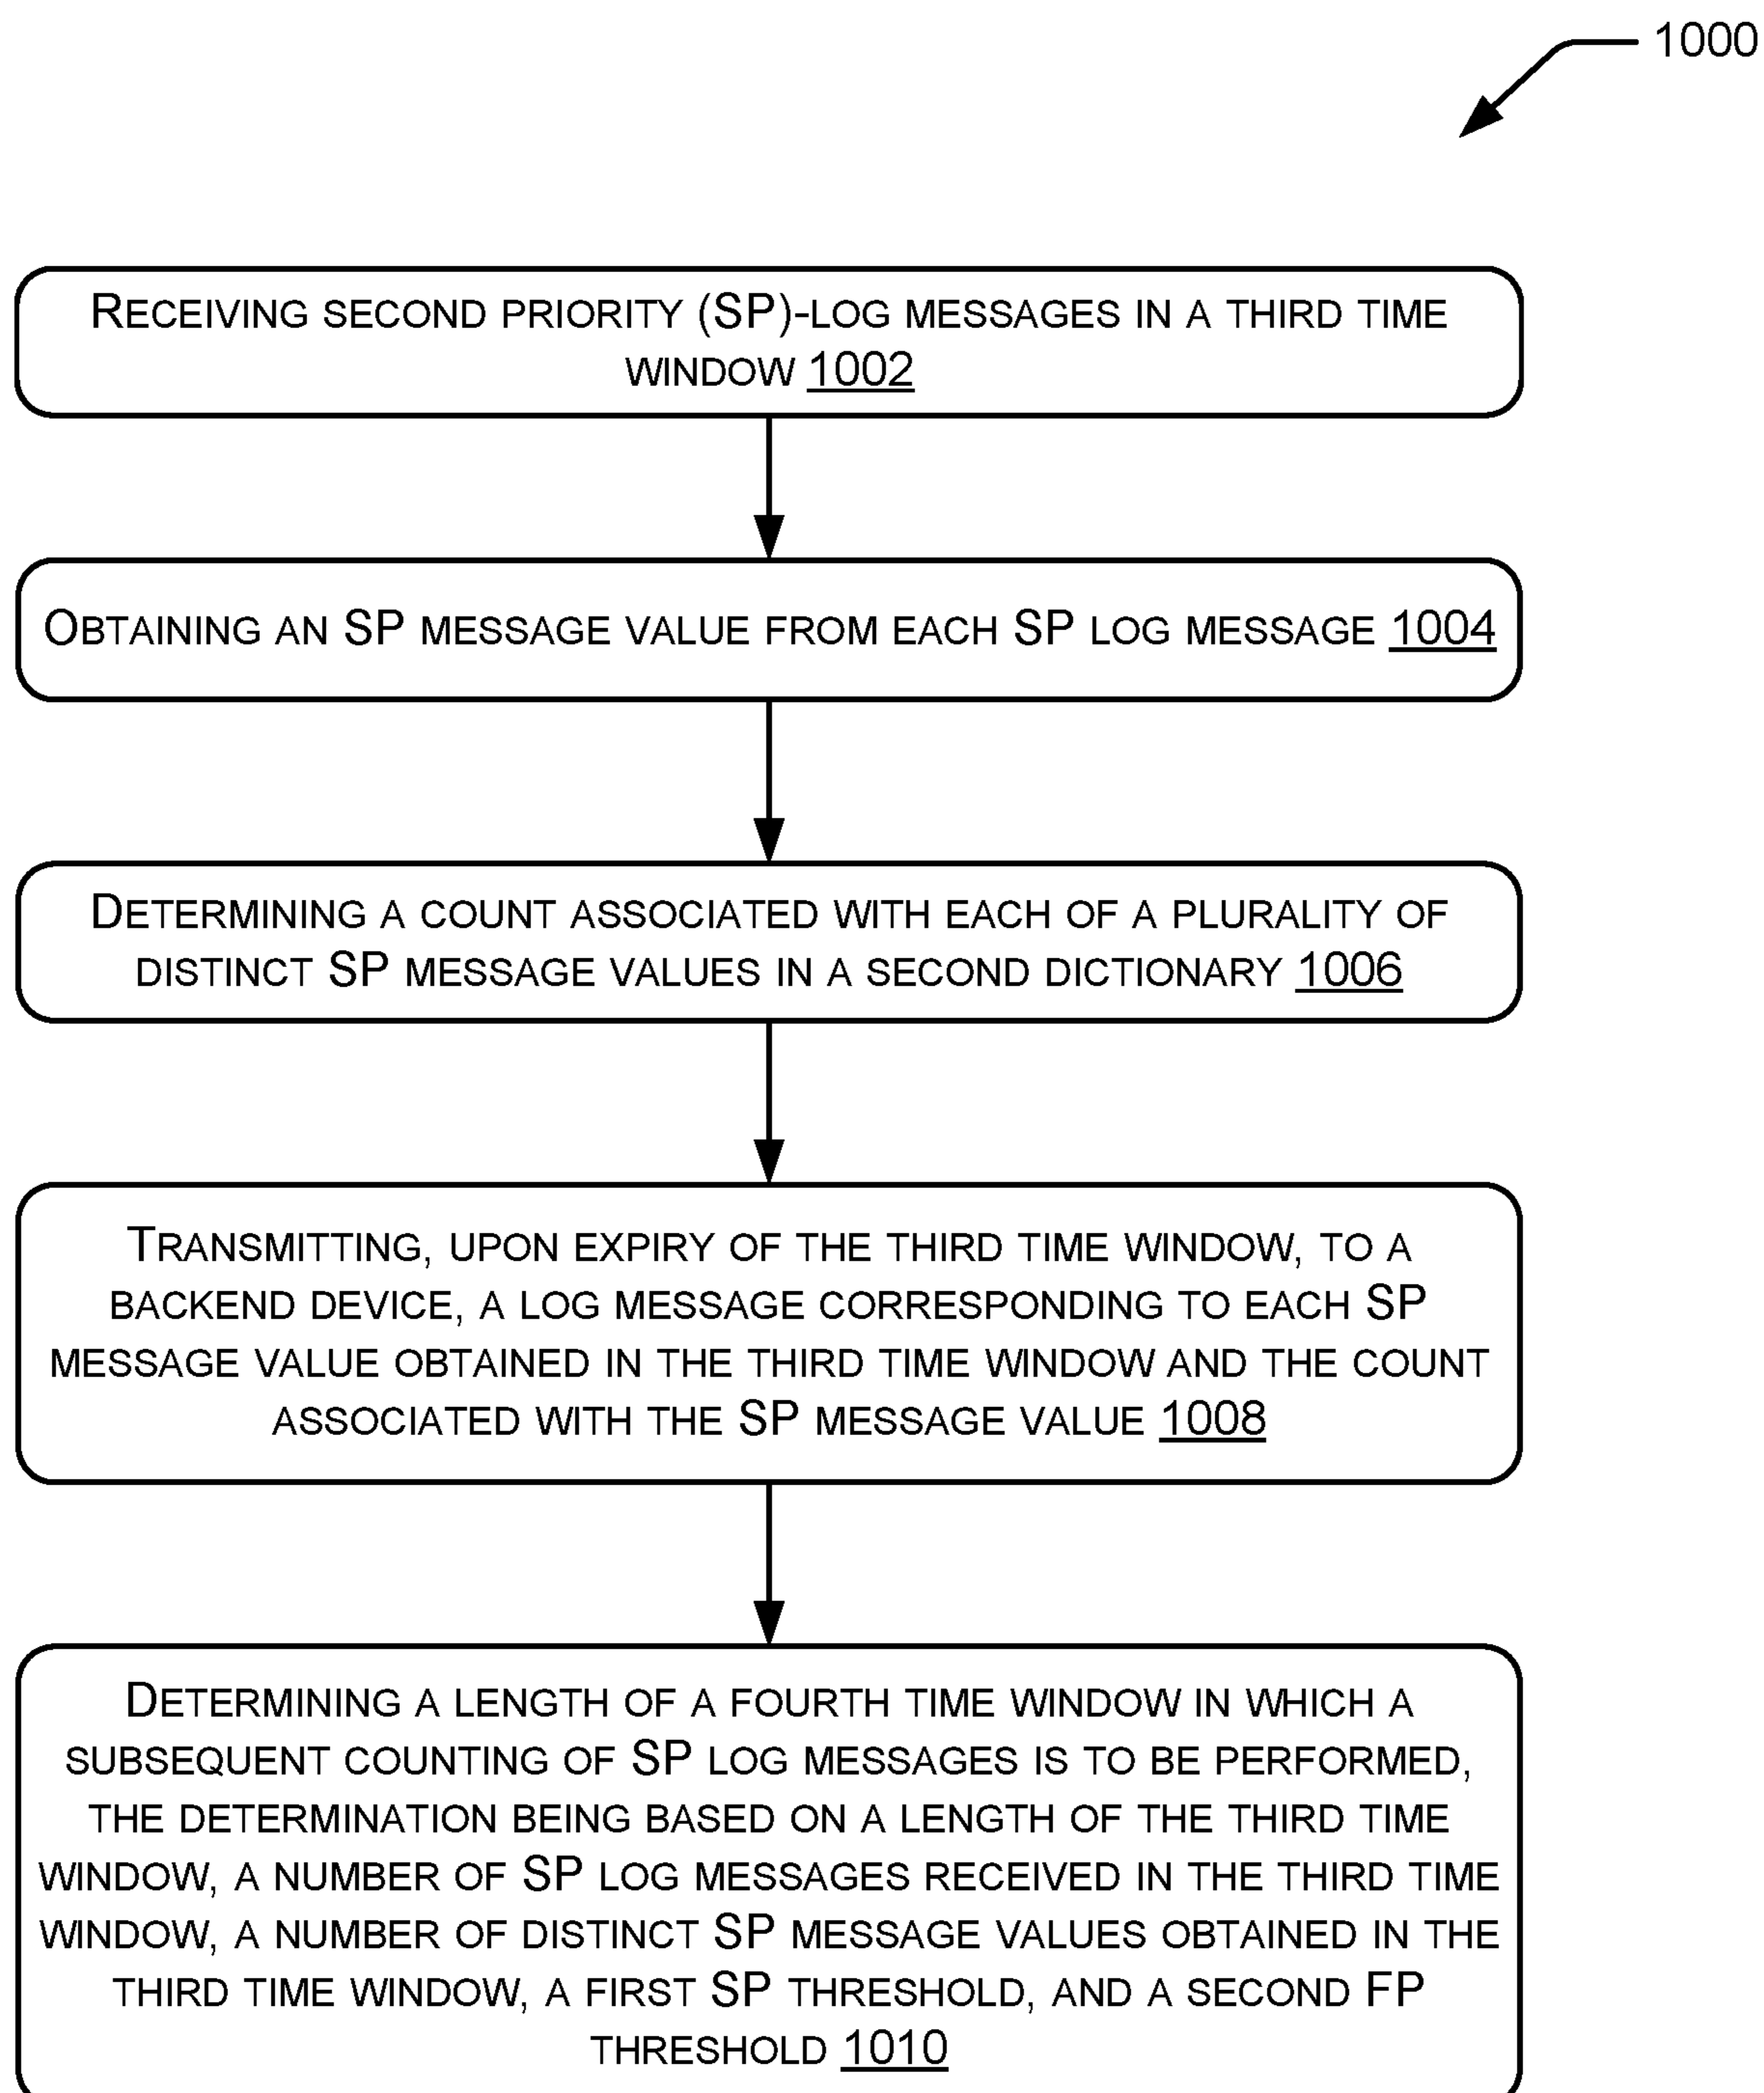 1000
RECEIVING SECOND PRIORITY (SP)-LOG MESSAGES IN A THIRD TIME
WINDOW 1002
OBTAINING AN SP MESSAGE VALUE FROM EACH SP LOG MESSAGE 1004
DETERMINING A COUNT ASSOCIATED WITH EACH OF A PLURALITY OF
DISTINCT SP MESSAGE VALUES IN A SECOND DICTIONARY 1006
TRANSMITTING, UPON EXPIRY OF THE THIRD TIME WINDOW, TO A
BACKEND DEVICE, A LOG MESSAGE CORRESPONDING TO EACH SP
MESSAGE VALUE OBTAINED IN THE THIRD TIME WINDOW AND THE COUNT
ASSOCIATED WITH THE SP MESSAGE VALUE 1008
DETERMINING A LENGTH OF A FOURTH TIME WINDOW IN WHICH A
SUBSEQUENT COUNTING OF SP LOG MESSAGES IS TO BE PERFORMED,
THE DETERMINATION BEING BASED ON A LENGTH OF THE THIRD TIME
WINDOW, A NUMBER OF SP LOG MESSAGES RECEIVED IN THE THIRD TIME
WINDOW, A NUMBER OF DISTINCT SP MESSAGE VALUES OBTAINED IN THE
THIRD TIME WINDOW, A FIRST SP THRESHOLD, AND A SECOND FP
THRESHOLD 1010